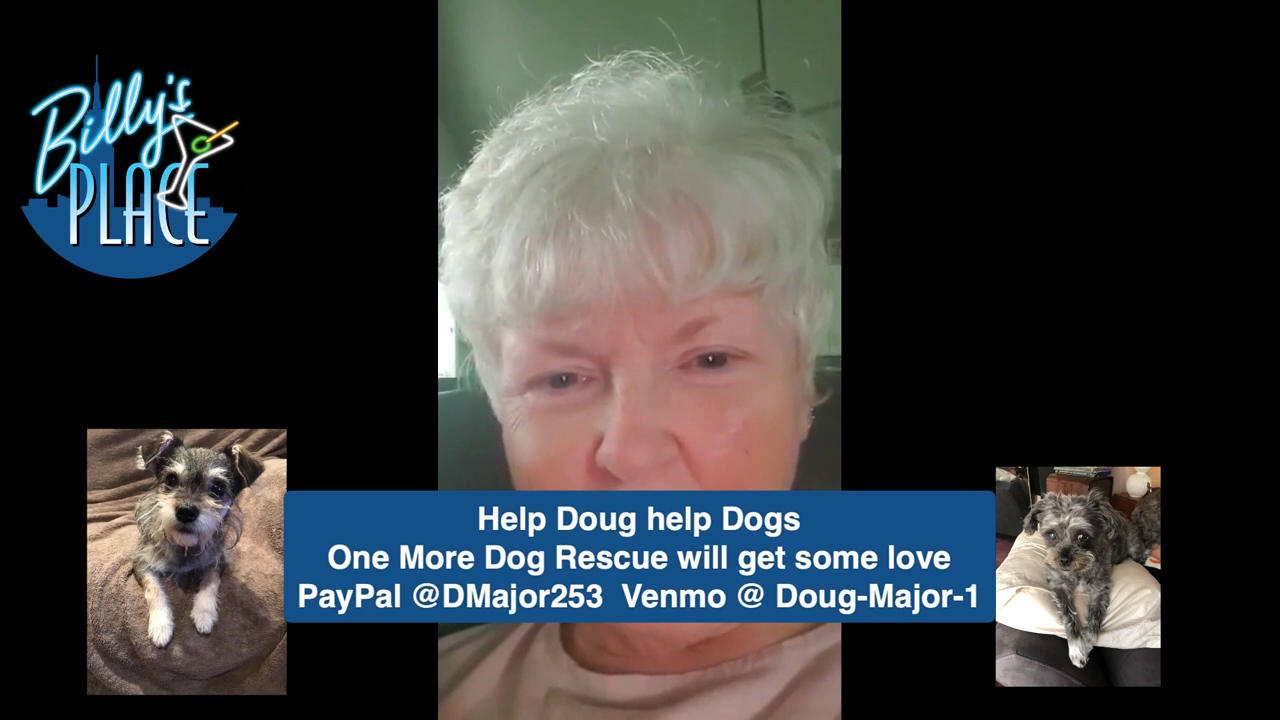 Billy's
PLACE
Help Doug help Dogs
One More Dog Rescue will get some love
PayPal @DMajor253  Venmo @ Doug-Major-1